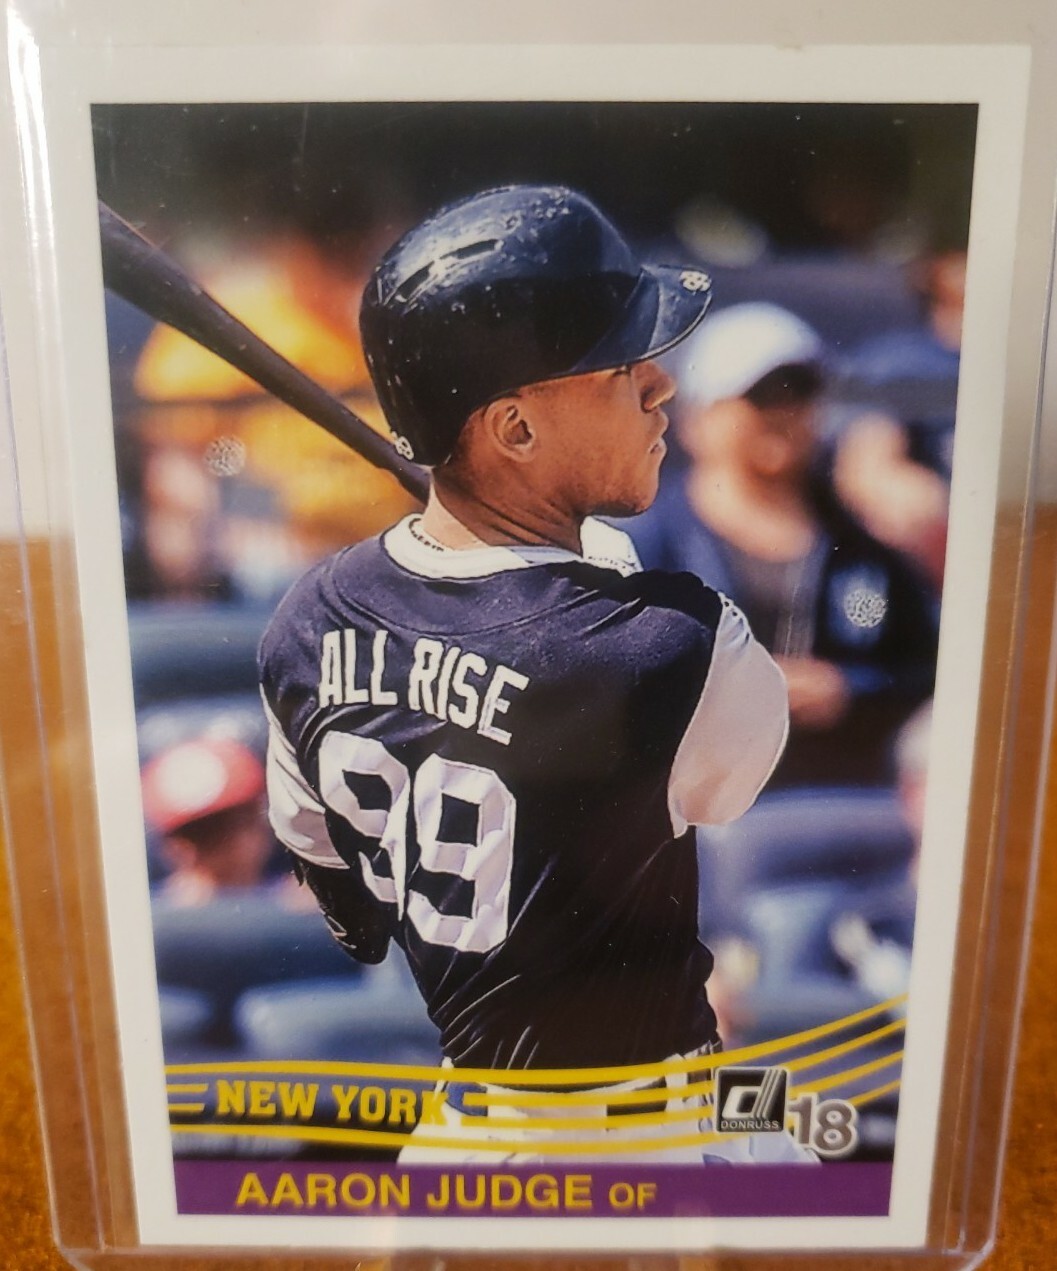 ALL RISE
99
NEW YORK
DONRUSS
18
AARON JUDGE OF